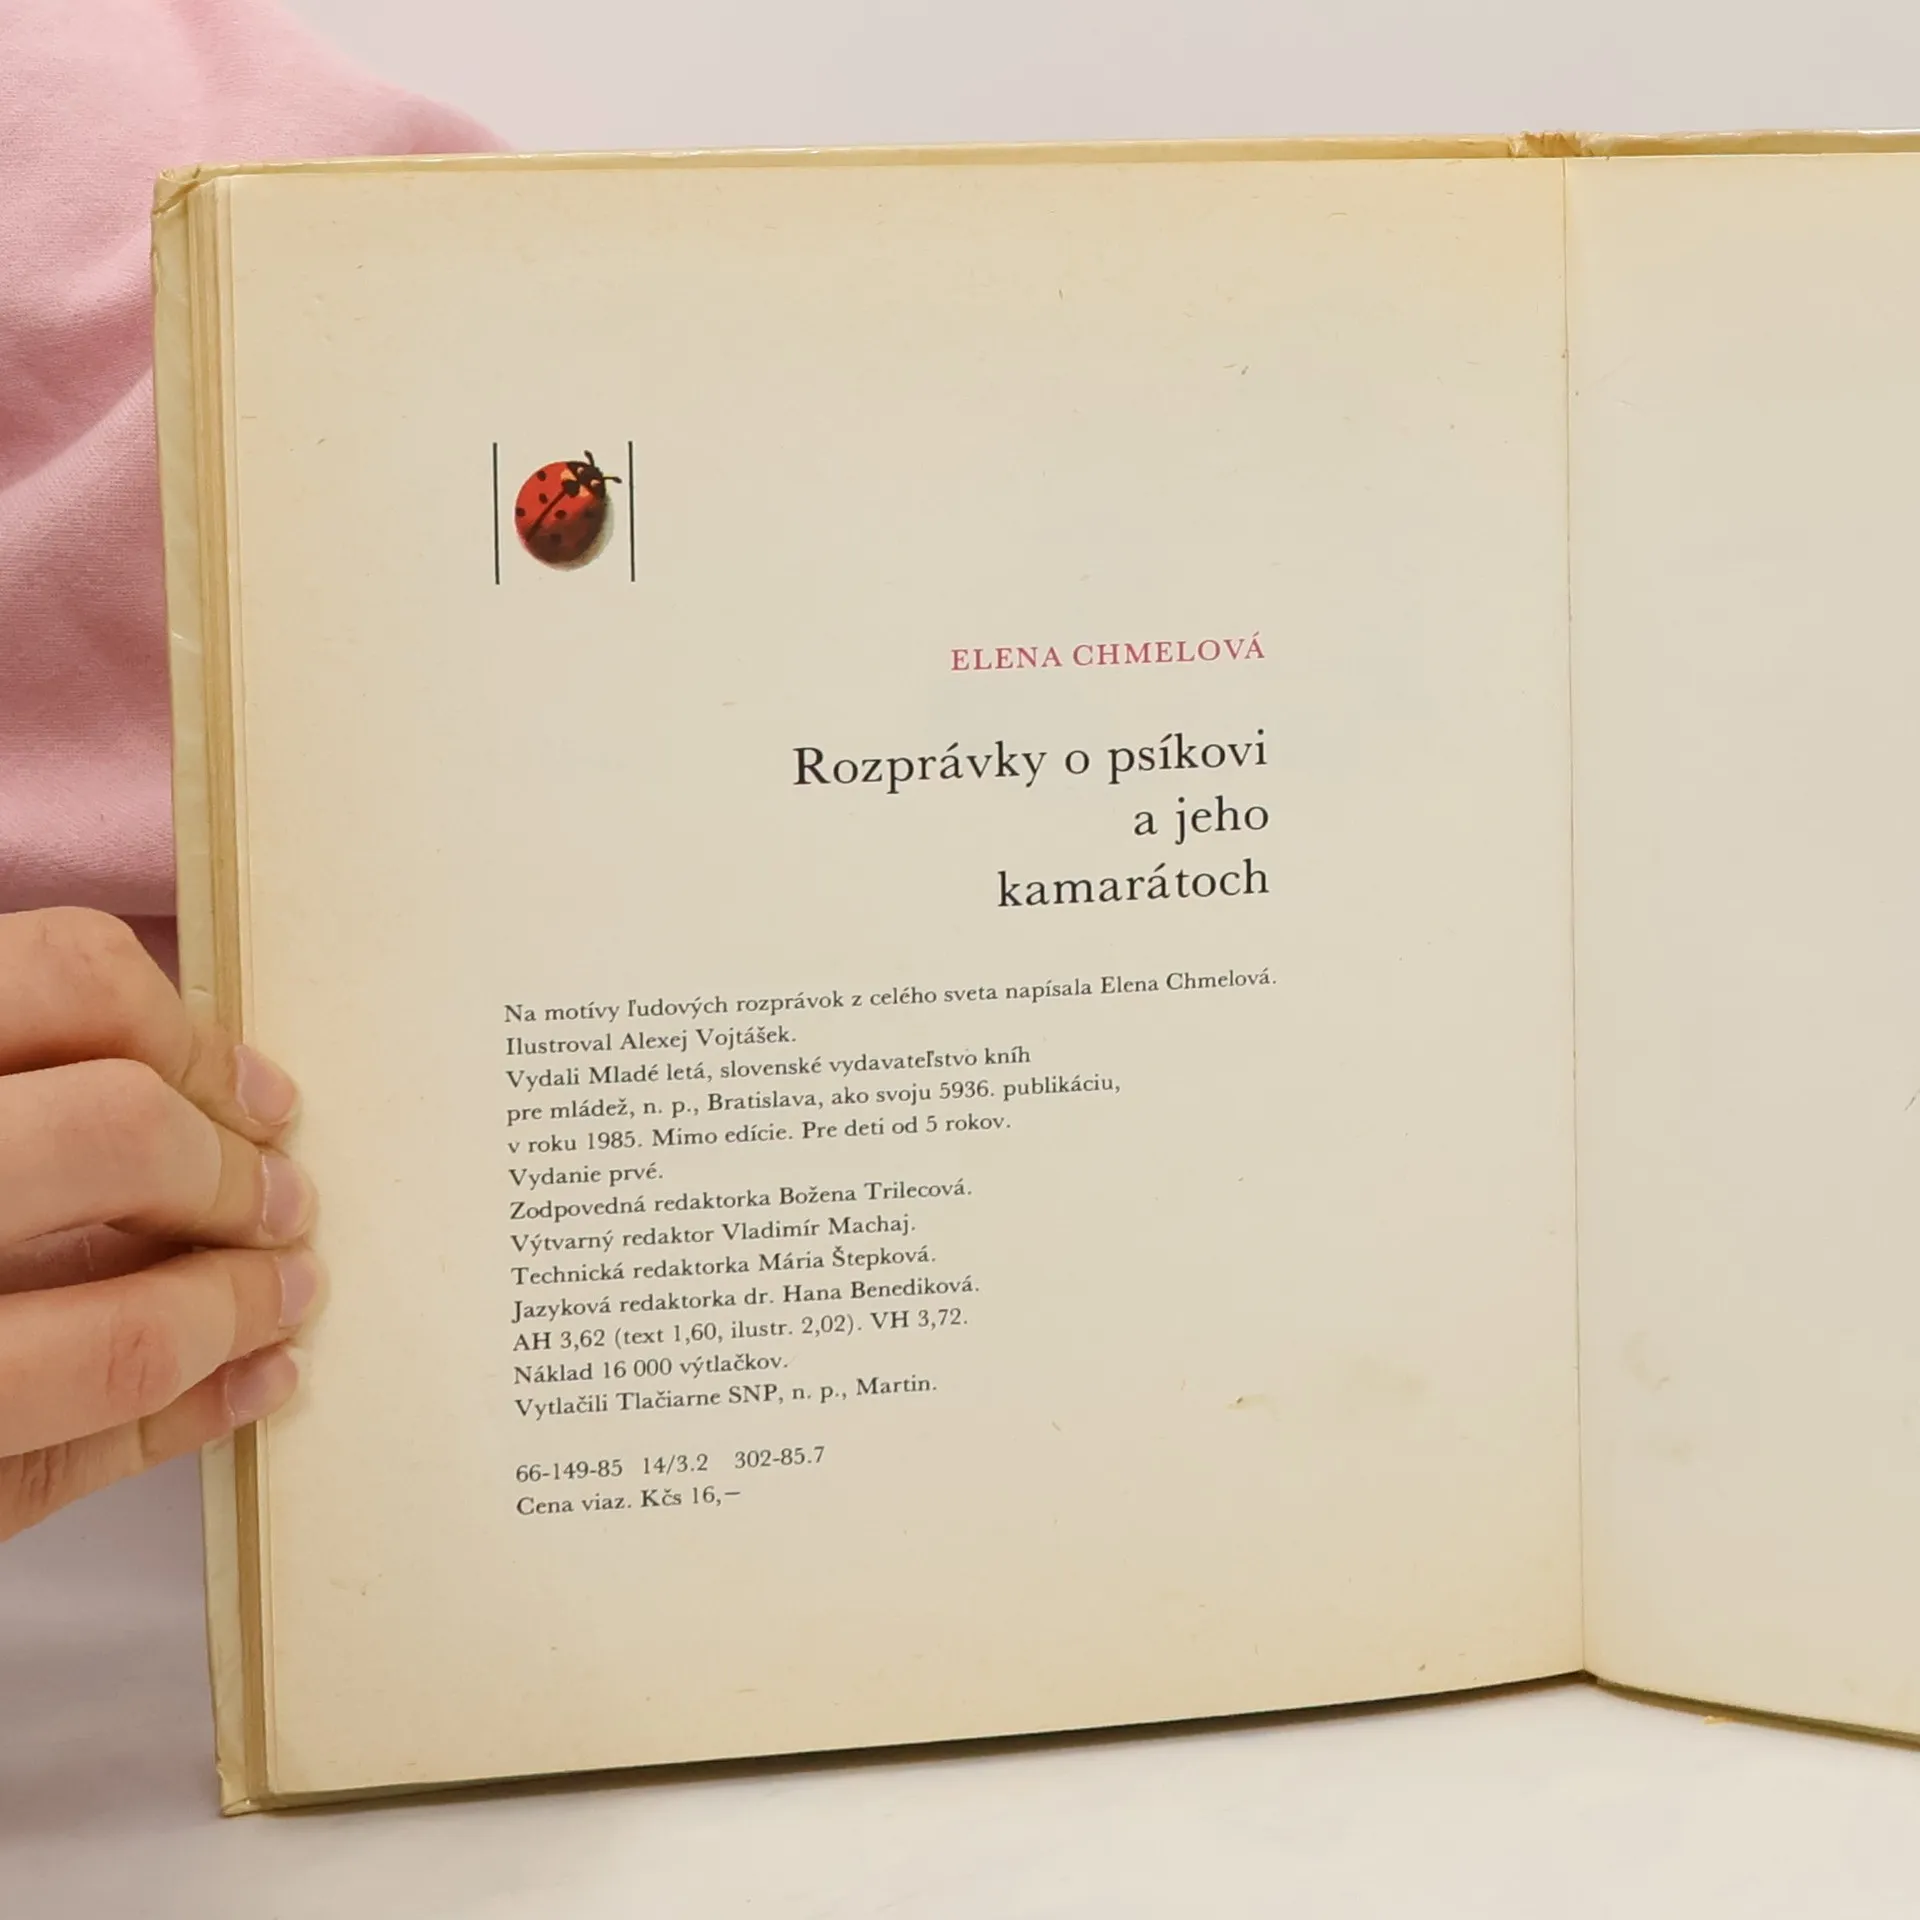 ELENA CHMELOVÁ
Rozprávky o psíkovi
a jeho
kamarátoch
Na motívy ľudových rozprávok z celého sveta napísala Elena Chmelová.
Ilustroval Alexej Vojtášek.
Vydali Mladé letá, slovenské vydavateľstvo kníh
pre mládež, n. p., Bratislava, ako svoju 5936. publikáciu,
v roku 1985. Mimo edície. Pre deti od 5 rokov.
Vydanie prvé.
Zodpovedná redaktorka Božena Trilecová.
Výtvarný redaktor Vladimír Machaj.
Technická redaktorka Mária Štepková.
Jazyková redaktorka dr. Hana Benediková.
AH 3,62 (text 1,60, ilustr. 2,02). VH 3,72.
Náklad 16 000 výtlačkov.
Vytlačili Tlačiarne SNP, n. p., Martin.
66-149-85 14/3.2 302-85.7
Cena viaz. Kčs 16,—